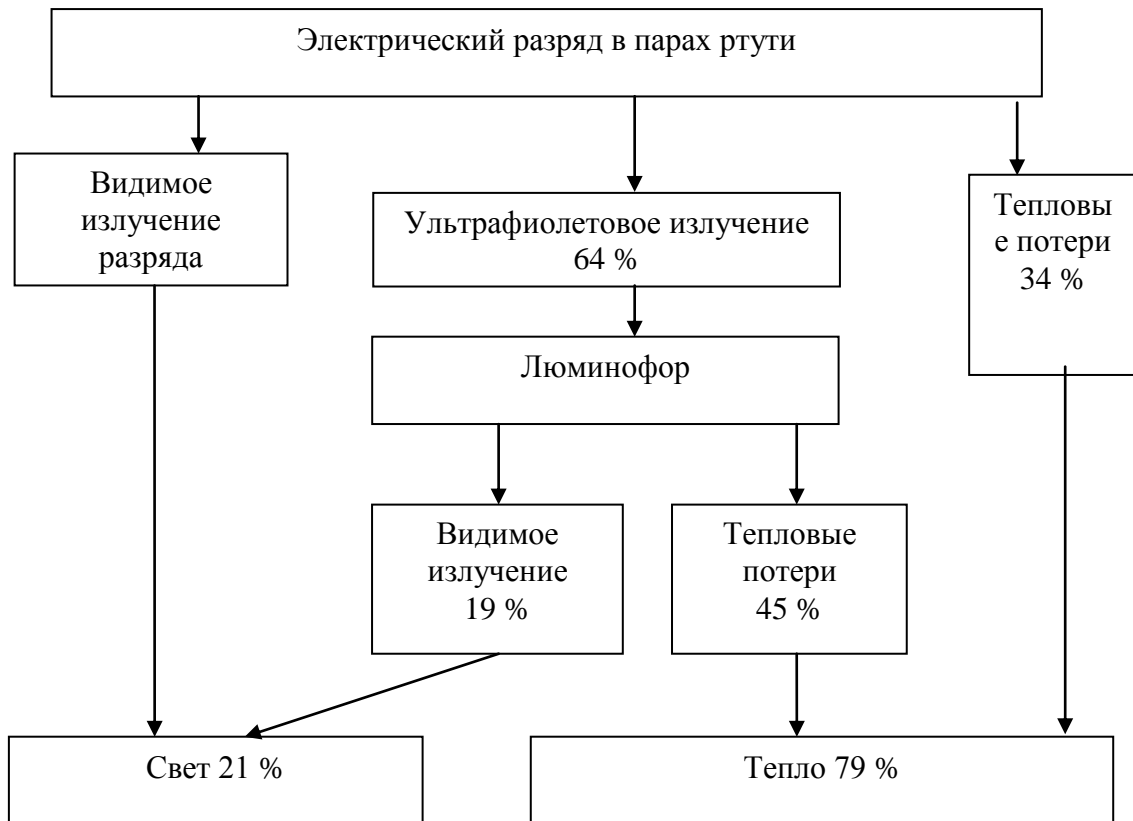 Электрический разряд в парах ртути
Видимое
излучение
разряда
Ультрафиолетовое излучение
64 %
Тепловы
е потери
34 %
Люминофор
Видимое
излучение
19 %
Тепловые
потери
45 %
Свет 21 %
Тепло 79 %